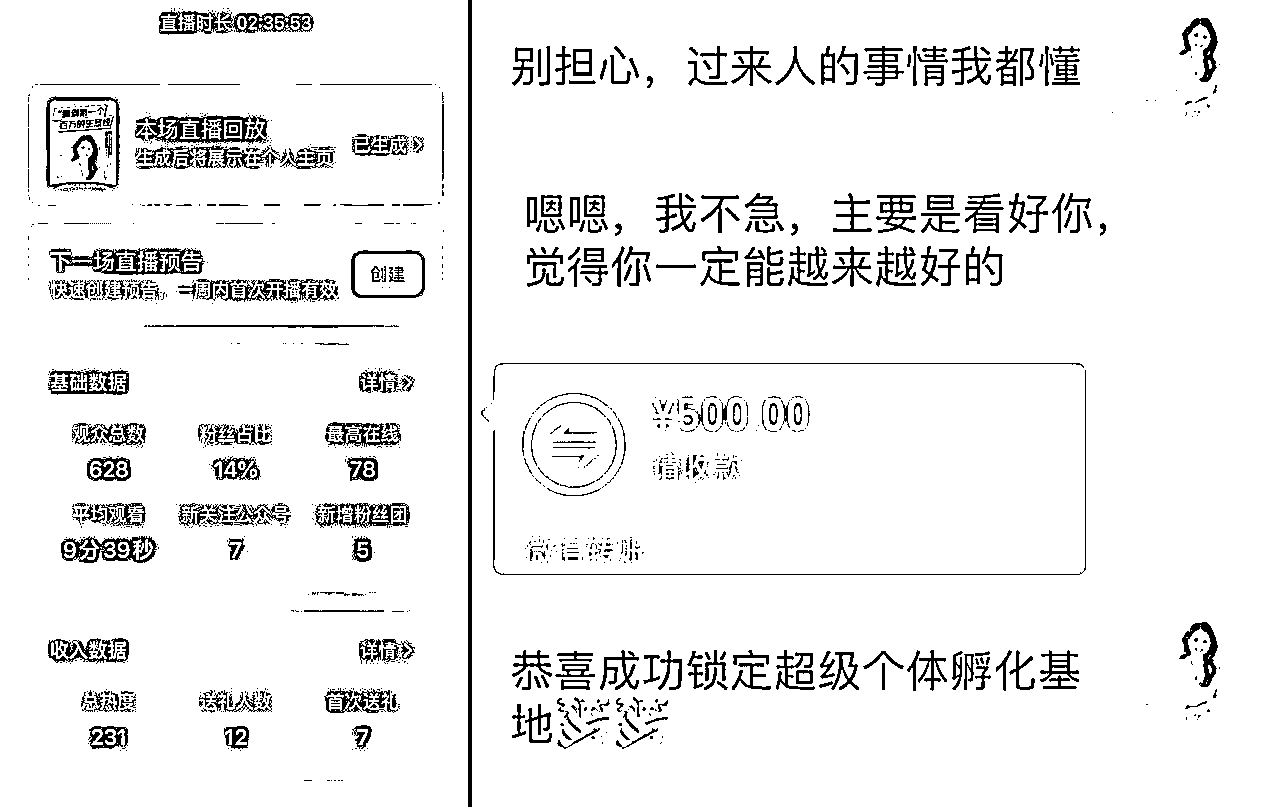 直播时长 02:35:53
本场直播回放
生成后将展示在个人主页
已生成 >
下一场直播预告
快速创建预告，一周内首次开播有效
创建
基础数据
详情 >
观众总数
粉丝占比
最高在线
628
14%
78
平均观看
新关注公众号
新增粉丝团
9分39秒
7
5
收入数据
详情 >
总热度
送礼人数
首次送礼
231
12
7
别担心，过来人的事情我都懂
嗯嗯，我不急，主要是看好你，
觉得你一定能越来越好的
¥500.00
请收款
微信转账
恭喜成功锁定超级个体孵化基
地